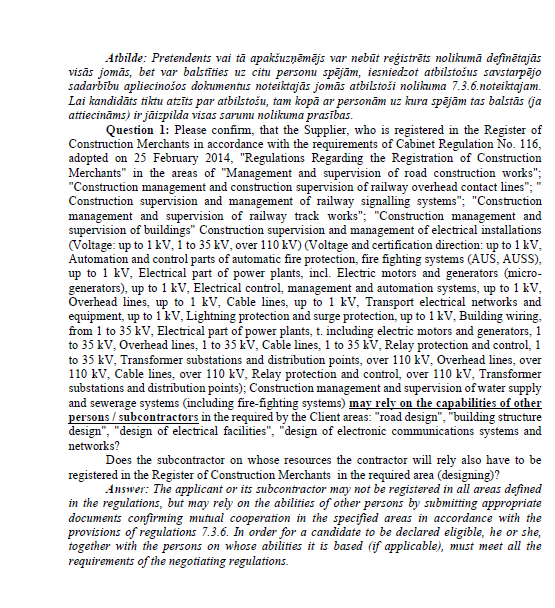 Atbilde: Pretendents vai tā apakšuzņēmējs var nebūt reģistrēts nolikumā definētajās
visās jomās, bet var balstīties uz citu personu spējām, iesniedzot atbilstošus savstarpējo
sadarbību apliecinošos dokumentus noteiktajās jomās atbilstoši nolikuma 7.3.6.noteiktajam.
Lai kandidāts tiktu atzīts par atbilstošu, tam kopā ar personām uz kura spējām tas balstās (ja
attiecināms) ir jāizpilda visas sarunu nolikuma prasības.
Question 1: Please confirm, that the Supplier, who is registered in the Register of
Construction Merchants in accordance with the requirements of Cabinet Regulation No. 116,
adopted on 25 February 2014, "Regulations Regarding the Registration of Construction
Merchants" in the areas of "Management and supervision of road construction works";
"Construction management and construction supervision of railway overhead contact lines"; "
Construction supervision and management of railway signalling systems"; "Construction
management and supervision of railway track works"; "Construction management and
supervision of buildings" Construction supervision and management of electrical installations
(Voltage: up to 1 kV, 1 to 35 kV, over 110 kV) (Voltage and certification direction: up to 1 kV,
Automation and control parts of automatic fire protection, fire fighting systems (AUS, AUSS),
up to 1 kV, Electrical part of power plants, incl. Electric motors and generators (micro-
generators), up to 1 kV, Electrical control, management and automation systems, up to 1 kV,
Overhead lines, up to 1 kV, Cable lines, up to 1 kV, Transport electrical networks and
equipment, up to 1 kV, Lightning protection and surge protection, up to 1 kV, Building wiring,
from 1 to 35 kV, Electrical part of power plants, t. including electric motors and generators, 1
to 35 kV, Overhead lines, 1 to 35 kV, Cable lines, 1 to 35 kV, Relay protection and control, 1
to 35 kV, Transformer substations and distribution points, over 110 kV, Overhead lines, over
110 kV, Cable lines, over 110 kV, Relay protection and control, over 110 kV, Transformer
substations and distribution points); Construction management and supervision of water supply
and sewerage systems (including fire-fighting systems) may rely on the capabilities of other
persons / subcontractors in the required by the Client areas: "road design", "building structure
design", "design of electrical facilities", "design of electronic communications systems and
networks?
Does the subcontractor on whose resources the contractor will rely also have to be
registered in the Register of Construction Merchants in the required area (designing)?
Answer: The applicant or its subcontractor may not be registered in all areas defined
in the regulations, but may rely on the abilities of other persons by submitting appropriate
documents confirming mutual cooperation in the specified areas in accordance with the
provisions of regulations 7.3.6. In order for a candidate to be declared eligible, he or she,
together with the persons on whose abilities it is based (if applicable), must meet all the
requirements of the negotiating regulations.